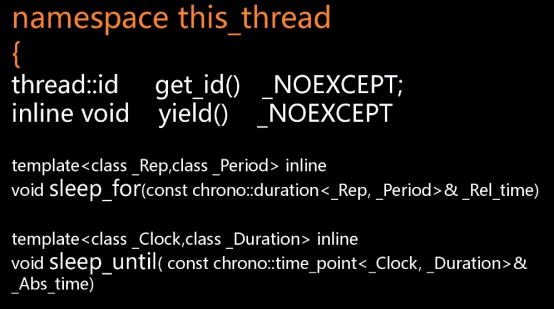 namespace this_thread
{
thread::id get_id() _NOEXCEPT;
inline void yield() _NOEXCEPT
template<class _Rep,class _Period> inline
void sleep_for(const chrono::duration<_Rep, _Period>& _Rel_time)
template<class _Clock,class _Duration> inline
void sleep_until( const chrono::time_point<_Clock, _Duration>&
_Abs_time)